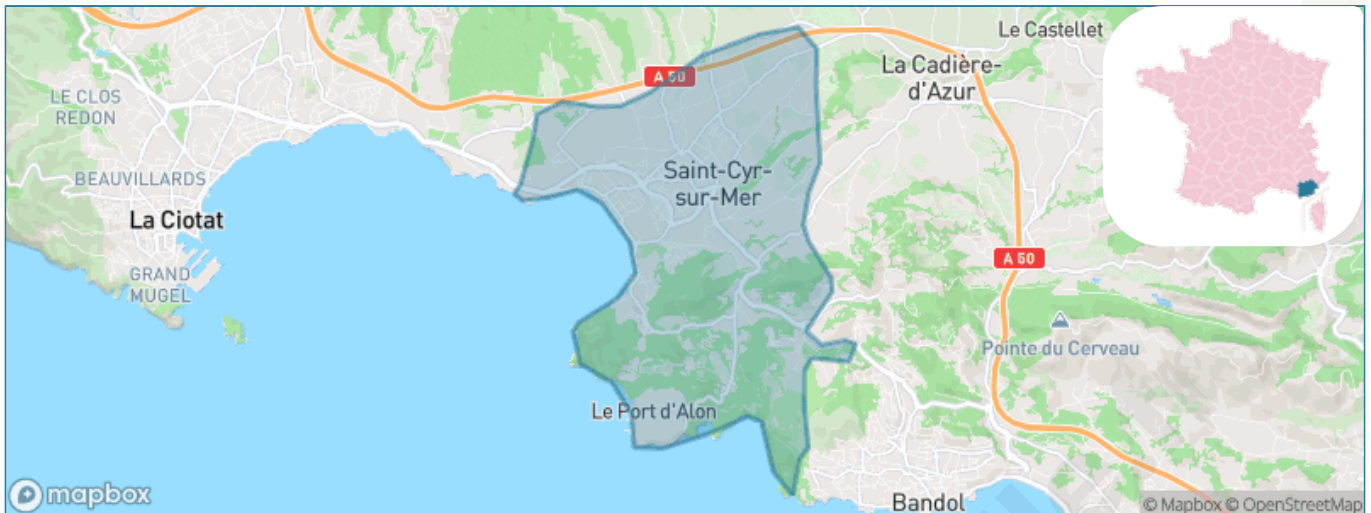 Le Castellet
La Cadière-
d'Azur
A 50
LE CLOS
REDON
Saint-Cyr-
sur-Mer
BEAUVILLARDS
La Ciotat
A 50
GRAND
MUGEL
Pointe du Cerveau
Le Port d'Alon
mapbox
Bandol
© Mapbox © OpenStreetMap